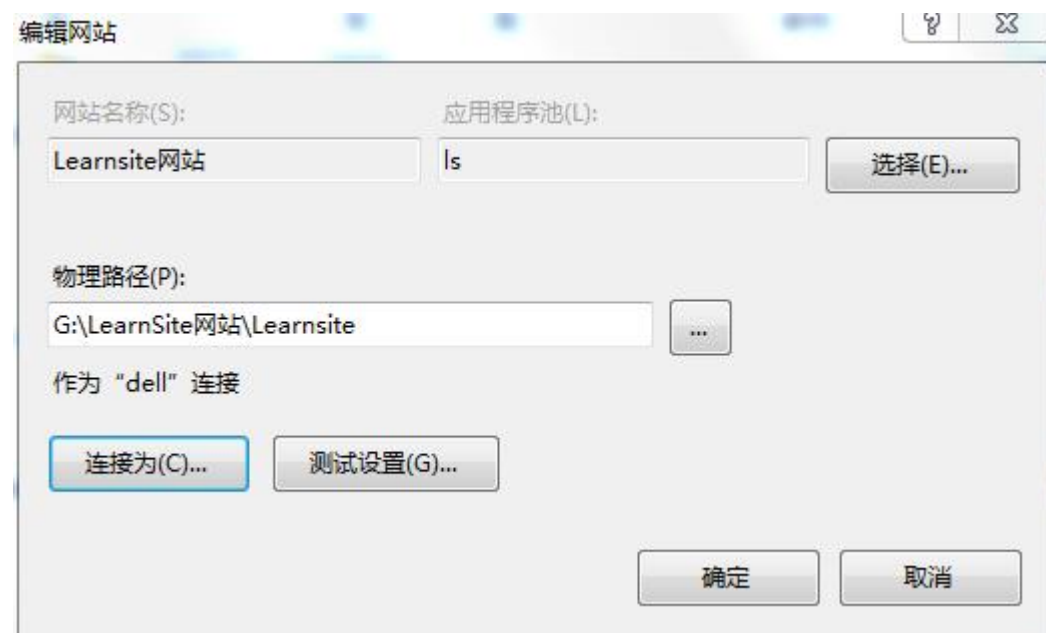 编辑网站
网站名称(S):
应用程序池(L):
Learnsite网站
ls
选择(E)...
物理路径(P):
G:\LearnSite网站\Learnsite
...
作为“dell”连接
连接为(C)...
测试设置(G)...
确定
取消